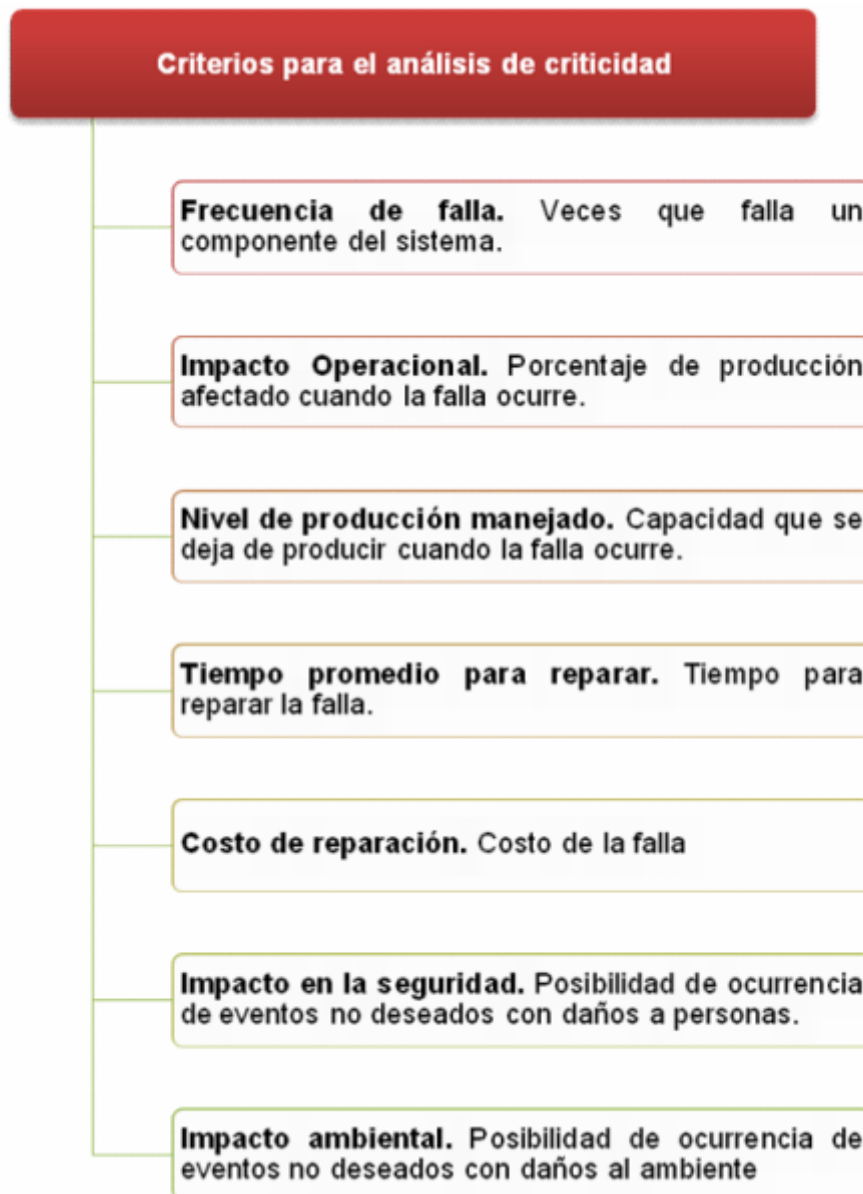 Criterios para el análisis de criticidad
Frecuencia de falla. Veces que falla un
componente del sistema.
Impacto Operacional. Porcentaje de producción
afectado cuando la falla ocurre.
Nivel de producción manejado. Capacidad que se
deja de producir cuando la falla ocurre.
Tiempo promedio para reparar. Tiempo para
reparar la falla.
Costo de reparación. Costo de la falla
Impacto en la seguridad. Posibilidad de ocurrencia
de eventos no deseados con daños a personas.
Impacto ambiental. Posibilidad de ocurrencia de
eventos no deseados con daños al ambiente